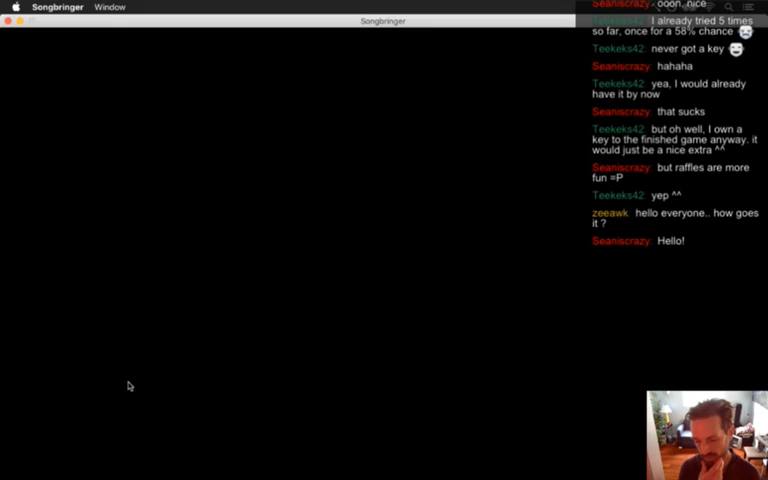 Songbringer Window
Songbringer
Seaniscrazy: ooon, nice
Teekeks42: I already tried 5 times
so far, once for a 58% chance
Teekeks42: never got a key
Seaniscrazy: hahaha
Teekeks42: yea, I would already
have it by now
Seaniscrazy: that sucks
Teekeks42: but oh well, I own a
key to the finished game anyway. it
would just be a nice extra ^^
Seaniscrazy: but raffles are more
fun =P
Teekeks42: yep ^^
zeeawk: hello everyone.. how goes
it ?
Seaniscrazy: Hello!